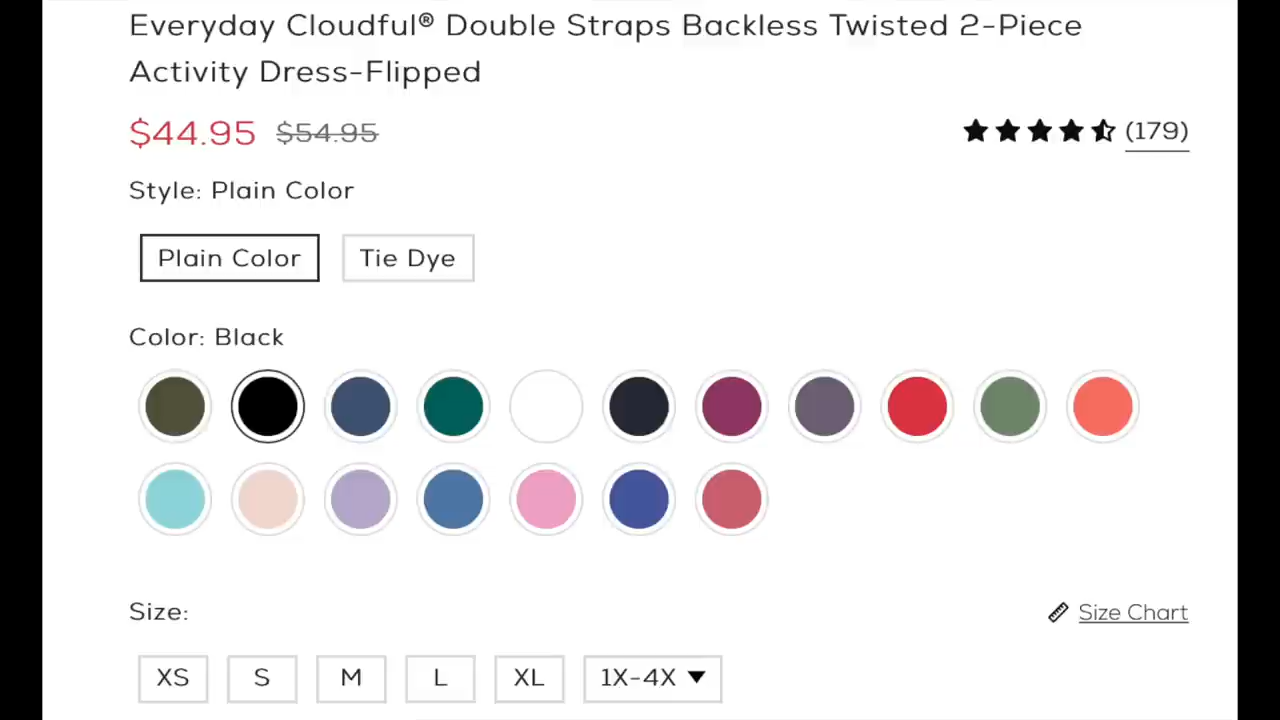 Everyday Cloudful® Double Straps Backless Twisted 2-Piece
Activity Dress-Flipped
$44.95 $54.95 (179)
Style: Plain Color
Plain Color Tie Dye
Color: Black
Size: Size Chart
XS S M L XL 1X-4X